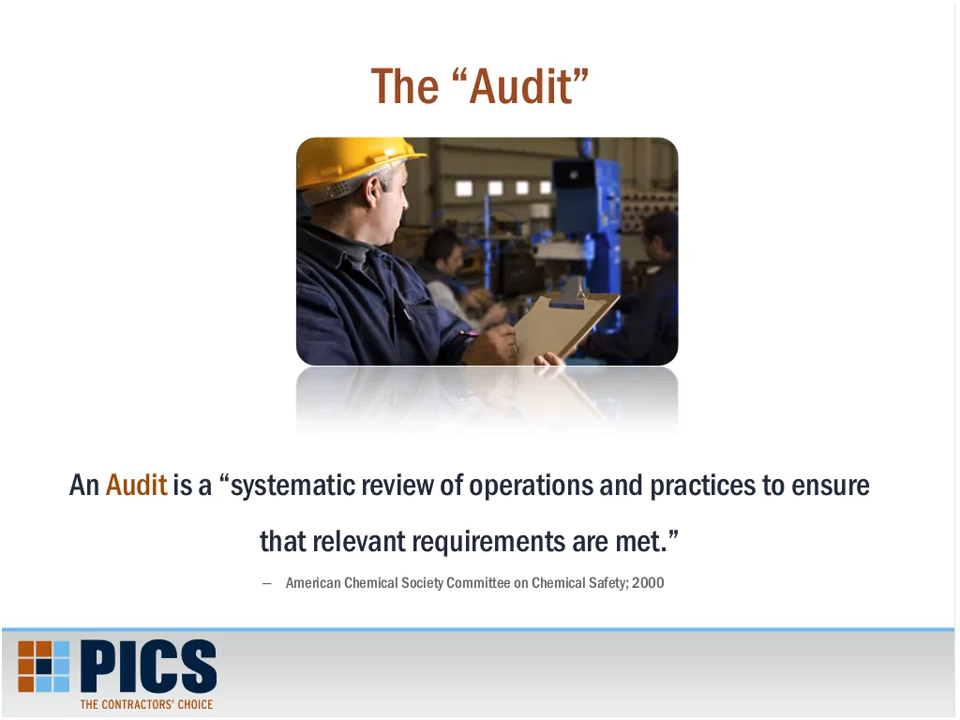 The “Audit”
An Audit is a “systematic review of operations and practices to ensure
that relevant requirements are met.”
– American Chemical Society Committee on Chemical Safety; 2000
PICS
THE CONTRACTORS’ CHOICE